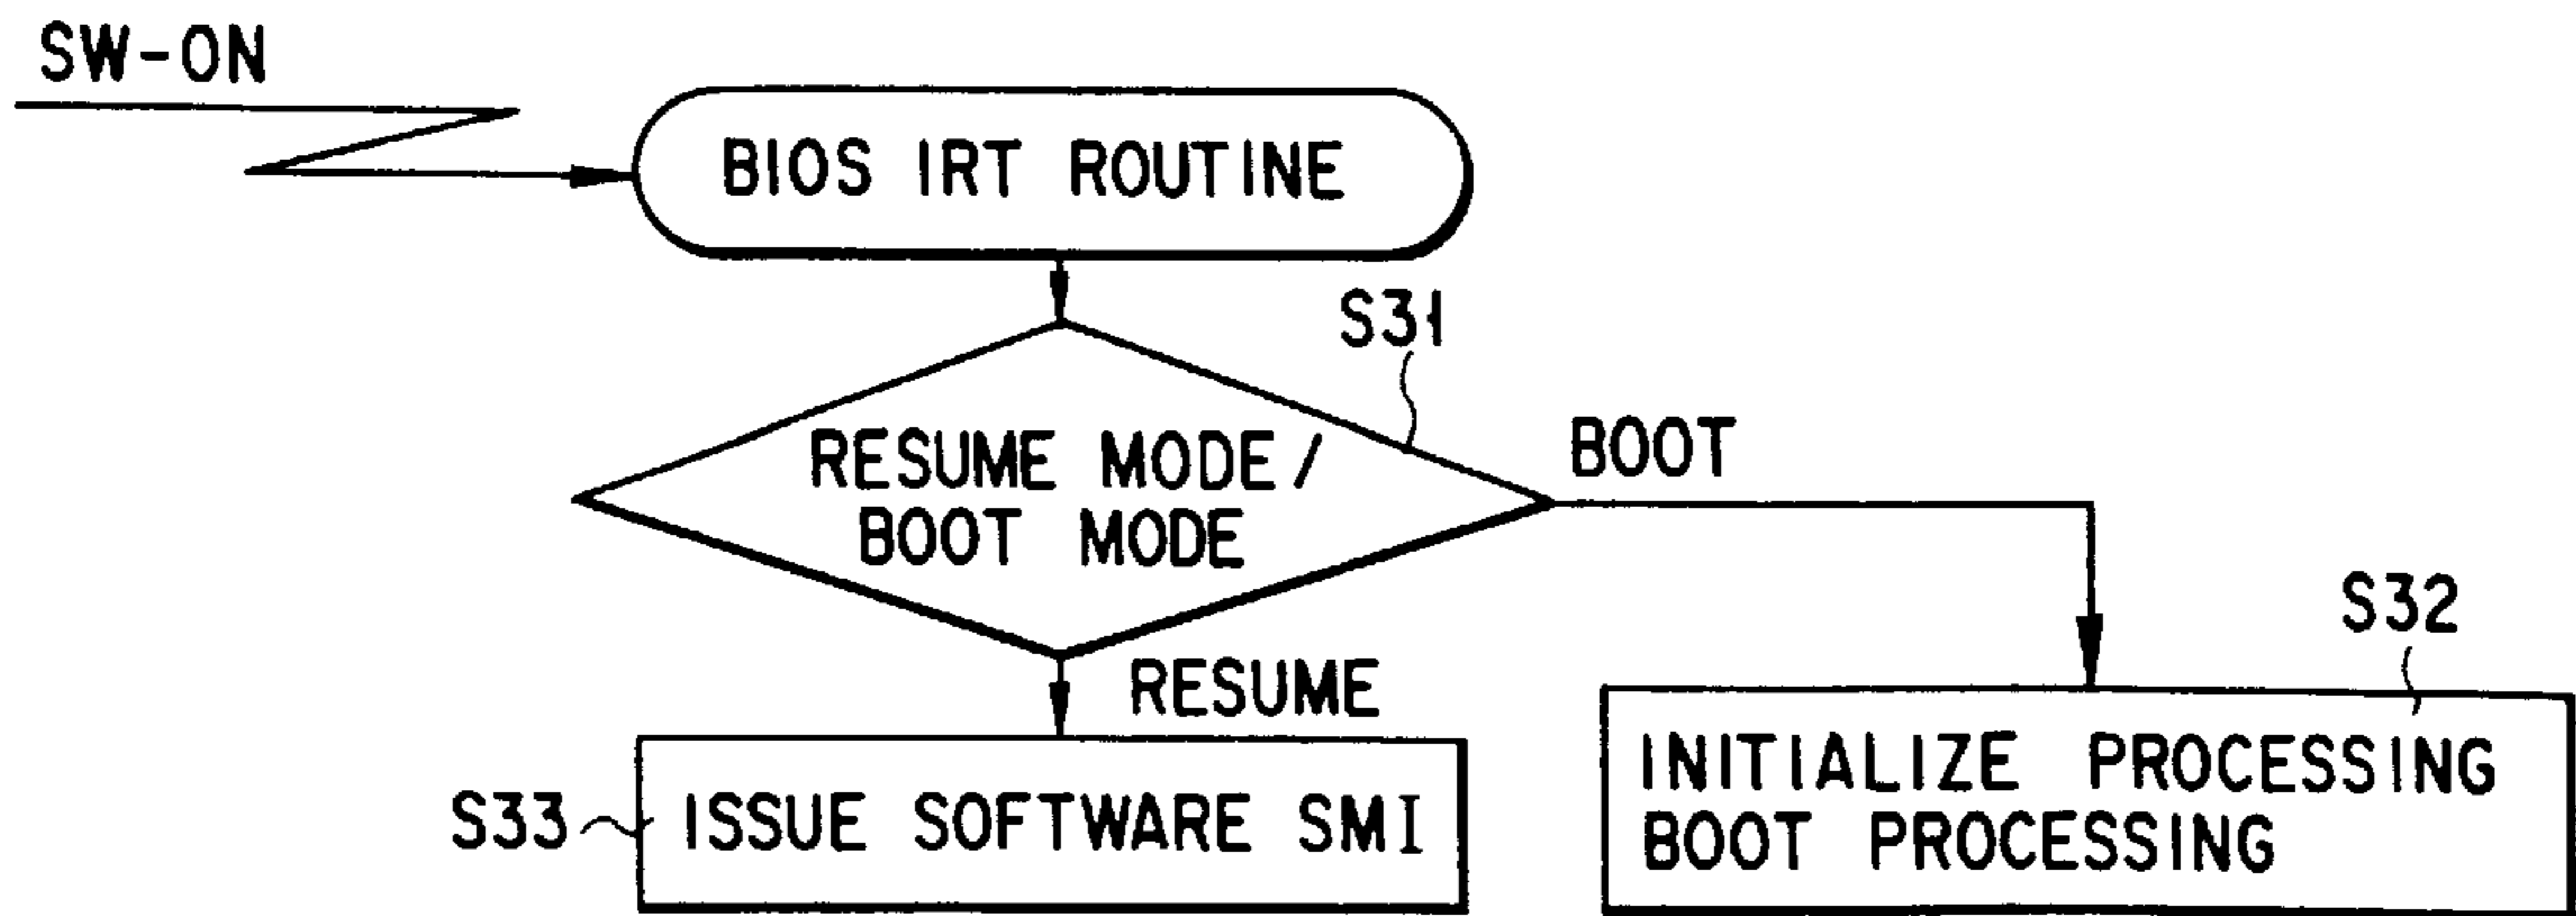 SW-ON
BIOS IRT ROUTINE
S31
RESUME MODE/
BOOT MODE
BOOT
RESUME
S32
S33
ISSUE SOFTWARE SMI
INITIALIZE PROCESSING
BOOT PROCESSING